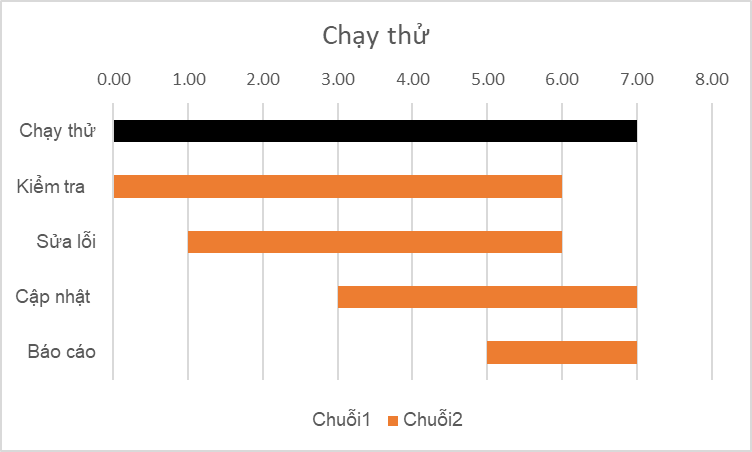 Chạy thử
0.00 1.00 2.00 3.00 4.00 5.00 6.00 7.00 8.00
Chạy thử
Kiểm tra
Sửa lỗi
Cập nhật
Báo cáo
Chuỗi1 Chuỗi2